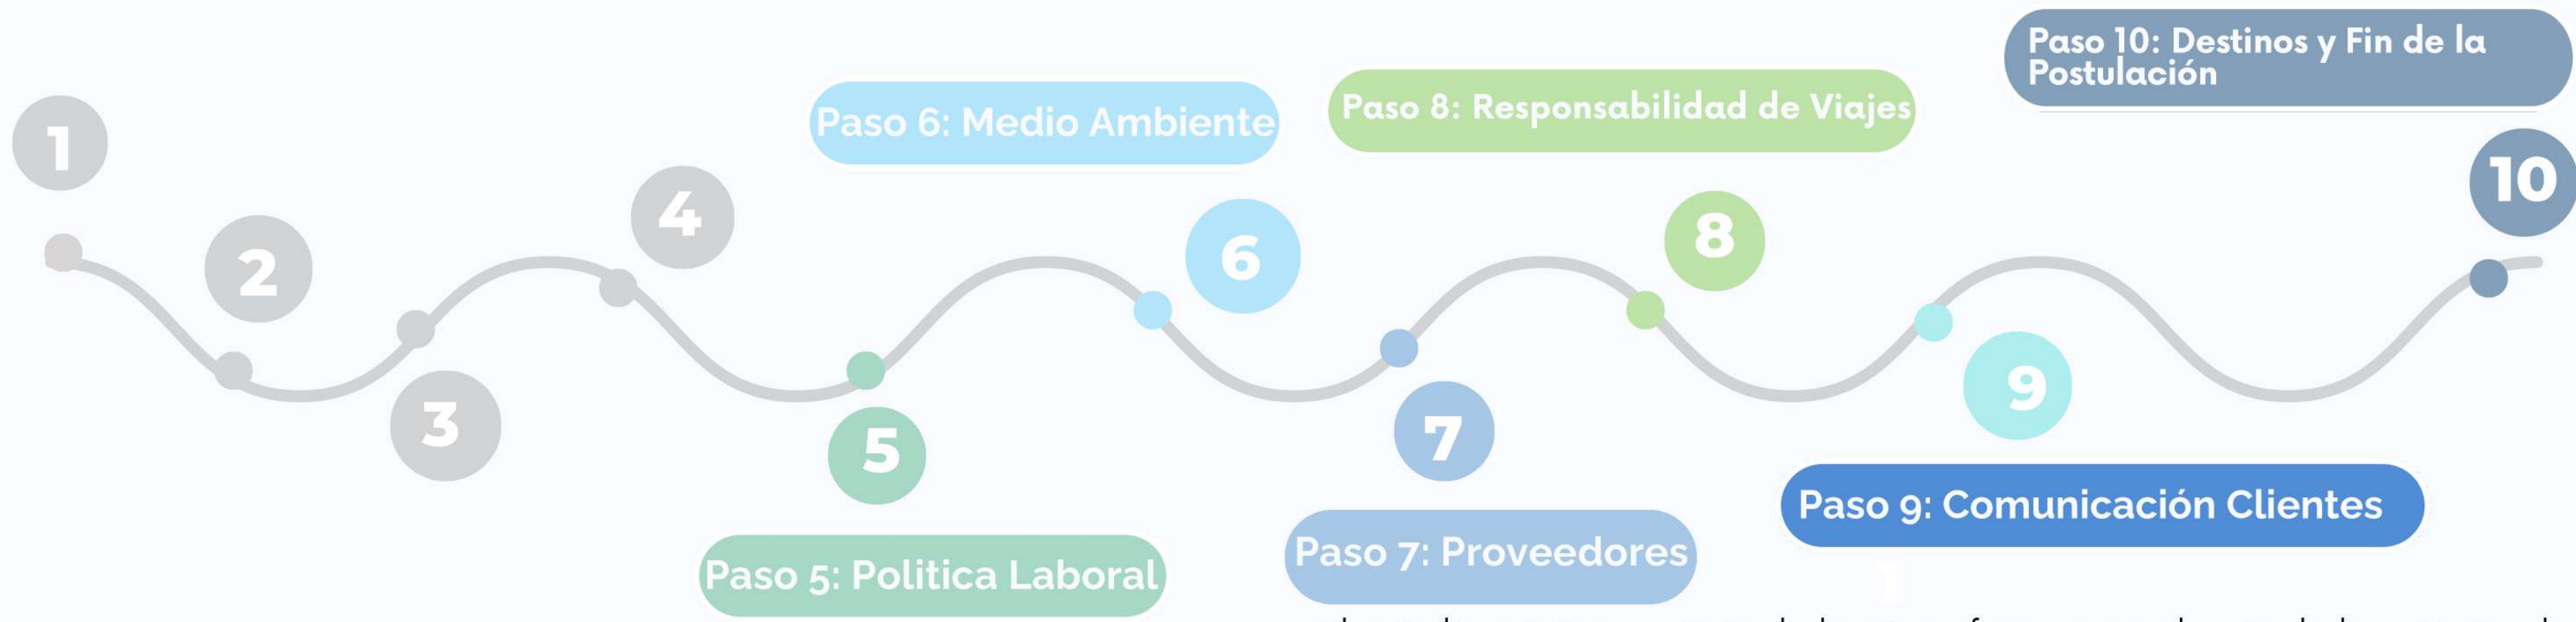 1
2
3
4
5
Paso 5: Politica Laboral
Paso 6: Medio Ambiente
6
7
Paso 7: Proveedores
Paso 8: Responsabilidad de Viajes
8
9
Paso 9: Comunicación Clientes
1
Paso 10: Destinos y Fin de la
Postulación
10